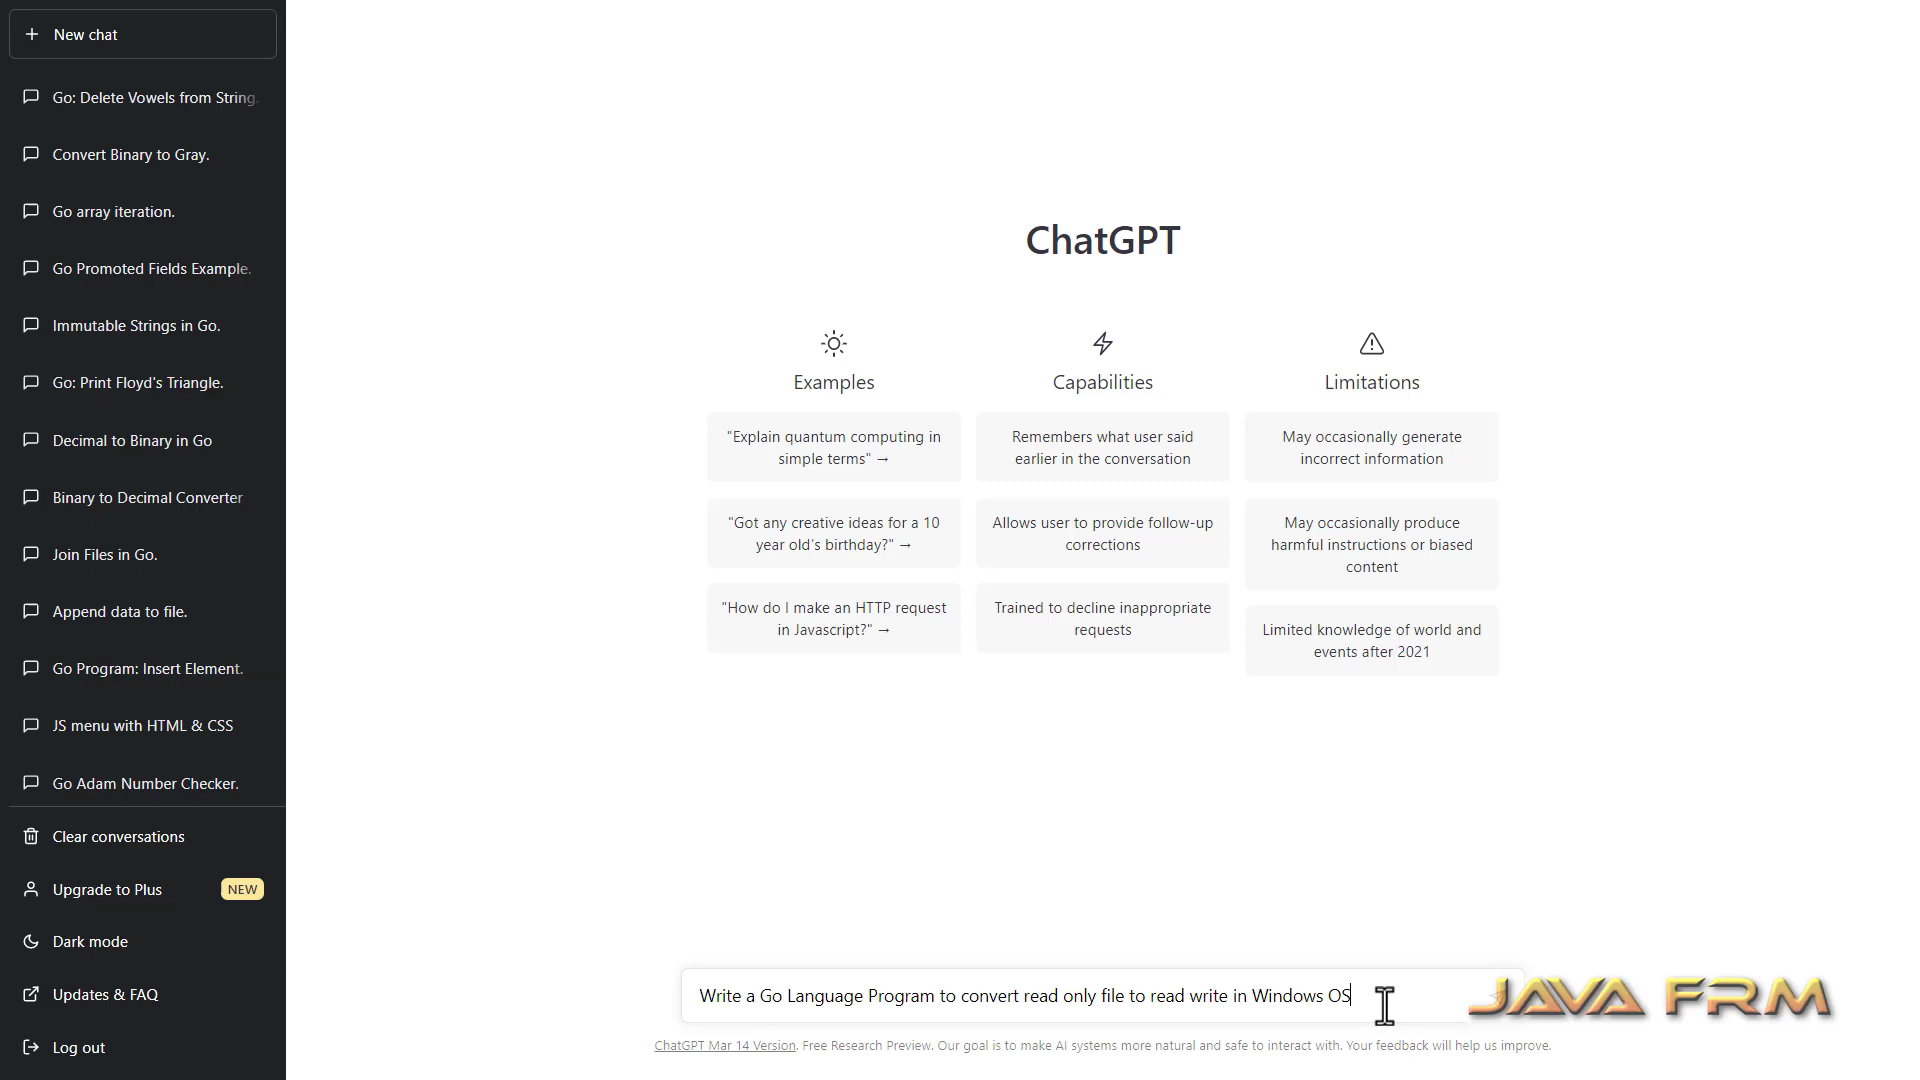 New chat
Go: Delete Vowels from String.
Convert Binary to Gray.
Go array iteration.
Go Promoted Fields Example.
Immutable Strings in Go.
Go: Print Floyd's Triangle.
Decimal to Binary in Go
Binary to Decimal Converter
Join Files in Go.
Append data to file.
Go Program: Insert Element.
JS menu with HTML & CSS
Go Adam Number Checker.
Clear conversations
Upgrade to Plus NEW
Dark mode
Updates & FAQ
Log out
ChatGPT
Examples
"Explain quantum computing in
simple terms" →
"Got any creative ideas for a 10
year old's birthday?" →
"How do I make an HTTP request
in Javascript?" →
Capabilities
Remembers what user said
earlier in the conversation
Allows user to provide follow-up
corrections
Trained to decline inappropriate
requests
Limitations
May occasionally generate
incorrect information
May occasionally produce
harmful instructions or biased
content
Limited knowledge of world and
events after 2021
Write a Go Language Program to convert read only file to read write in Windows OS
JAVA FRM
ChatGPT Mar 14 Version. Free Research Preview. Our goal is to make AI systems more natural and safe to interact with. Your feedback will help us improve.